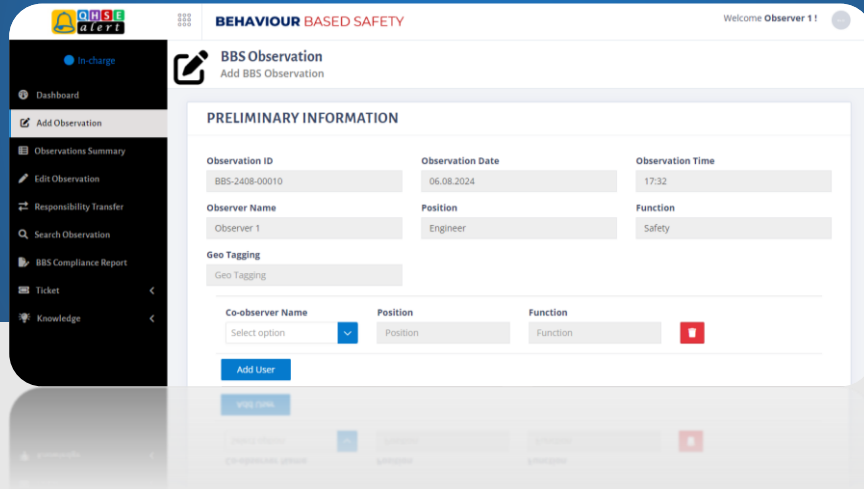 QHSE
alert
BEHAVIOUR BASED SAFETY
Welcome Observer 1 !
In-charge
Dashboard
Add Observation
Observations Summary
Edit Observation
Responsibility Transfer
Search Observation
BBS Compliance Report
Ticket
Knowledge
BBS Observation
Add BBS Observation
PRELIMINARY INFORMATION
Observation ID Observation Date Observation Time
BBS-2408-00010 06.08.2024 17:32
Observer Name Position Function
Observer 1 Engineer Safety
Geo Tagging
Geo Tagging
Co-observer Name Position Function
Select option Position Function
Add User